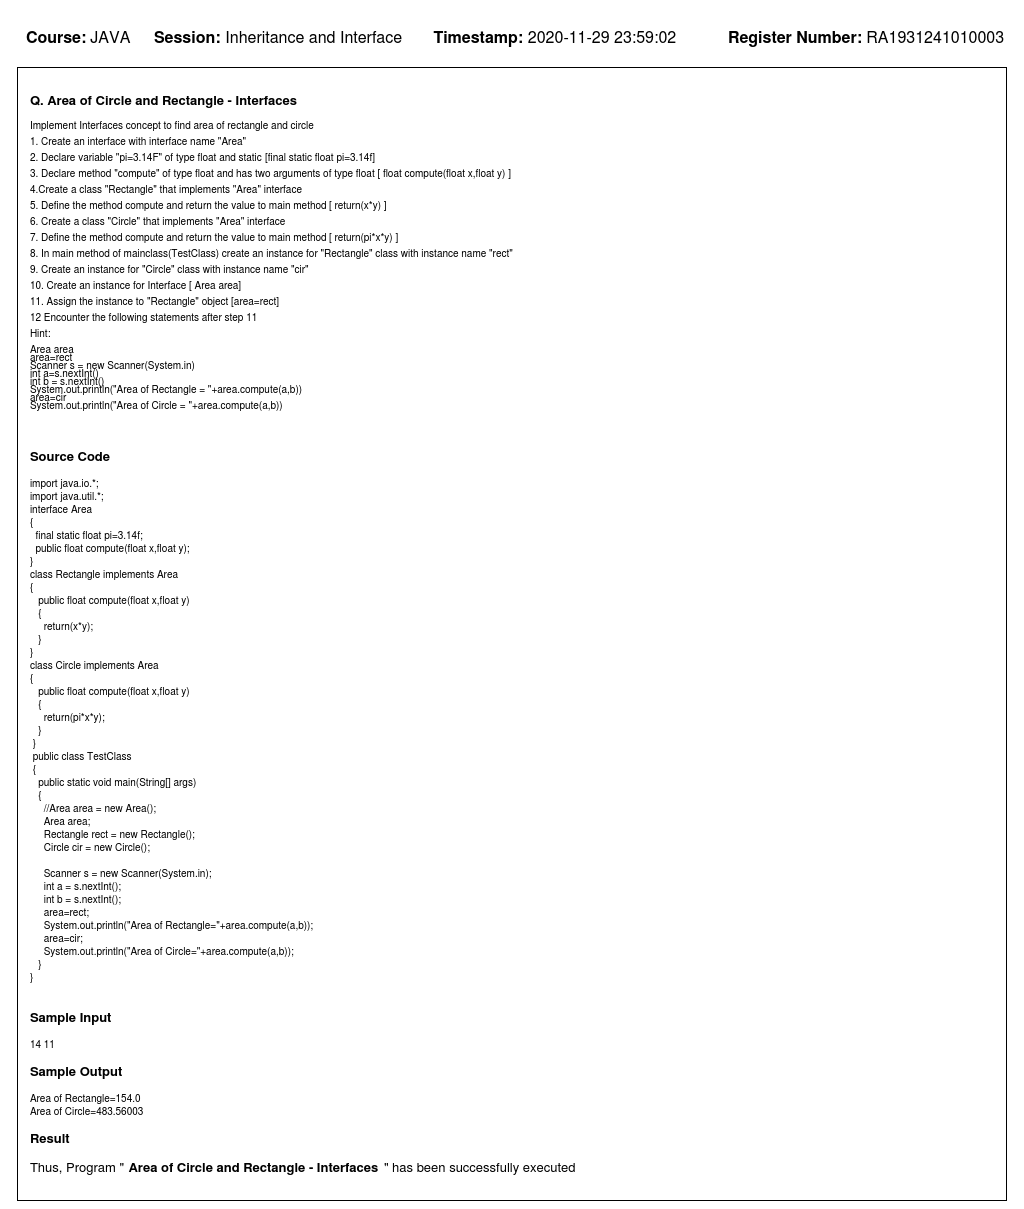 Course: JAVA Session: Inheritance and Interface Timestamp: 2020-11-29 23:59:02 Register Number: RA1931241010003
Q. Area of Circle and Rectangle - Interfaces
Implement Interfaces concept to find area of rectangle and circle
1. Create an interface with interface name "Area"
2. Declare variable "pi=3.14F" of type float and static [final static float pi=3.14f]
3. Declare method "compute" of type float and has two arguments of type float [ float compute(float x,float y) ]
4.Create a class "Rectangle" that implements "Area" interface
5. Define the method compute and return the value to main method [ return(x*y) ]
6. Create a class "Circle" that implements "Area" interface
7. Define the method compute and return the value to main method [ return(pi*x*y) ]
8. In main method of mainclass(TestClass) create an instance for "Rectangle" class with instance name "rect"
9. Create an instance for "Circle" class with instance name "cir"
10. Create an instance for Interface [ Area area]
11. Assign the instance to "Rectangle" object [area=rect]
12 Encounter the following statements after step 11
Hint:
Area area
area=rect
Scanner s = new Scanner(System.in)
int a=s.nextInt()
int b = s.nextInt()
System.out.println("Area of Rectangle = "+area.compute(a,b))
area=cir
System.out.println("Area of Circle = "+area.compute(a,b))
Source Code
import java.io.*;
import java.util.*;
interface Area
{
final static float pi=3.14f;
public float compute(float x,float y);
}
class Rectangle implements Area
{
public float compute(float x,float y)
{
return(x*y);
}
}
class Circle implements Area
{
public float compute(float x,float y)
{
return(pi*x*y);
}
}
public class TestClass
{
public static void main(String[] args)
{
//Area area = new Area();
Area area;
Rectangle rect = new Rectangle();
Circle cir = new Circle();
Scanner s = new Scanner(System.in);
int a = s.nextInt();
int b = s.nextInt();
area=rect;
System.out.println("Area of Rectangle="+area.compute(a,b));
area=cir;
System.out.println("Area of Circle="+area.compute(a,b));
}
}
Sample Input
14 11
Sample Output
Area of Rectangle=154.0
Area of Circle=483.56003
Result
Thus, Program " Area of Circle and Rectangle - Interfaces " has been successfully executed